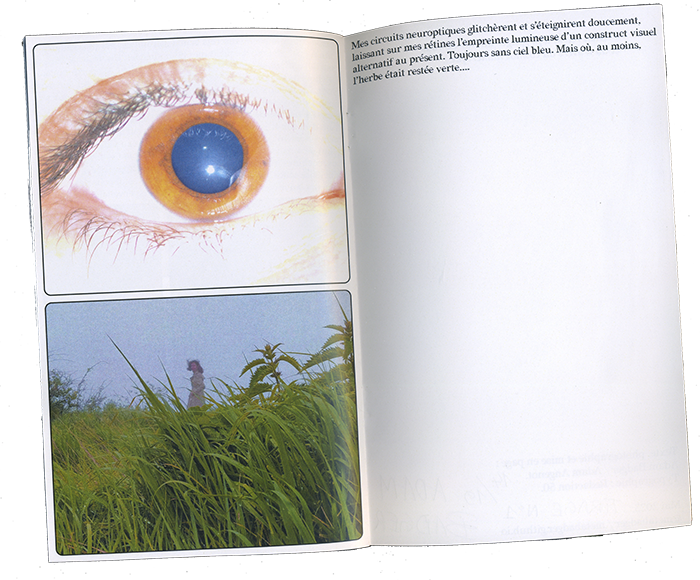 Mes circuits neuroptiques glitchèrent et s'éteignirent doucement,
laissant sur mes rétines l'empreinte lumineuse d'un construct visuel
alternatif au présent. Toujours sans ciel bleu. Mais où, au moins,
l'herbe était restée verte....